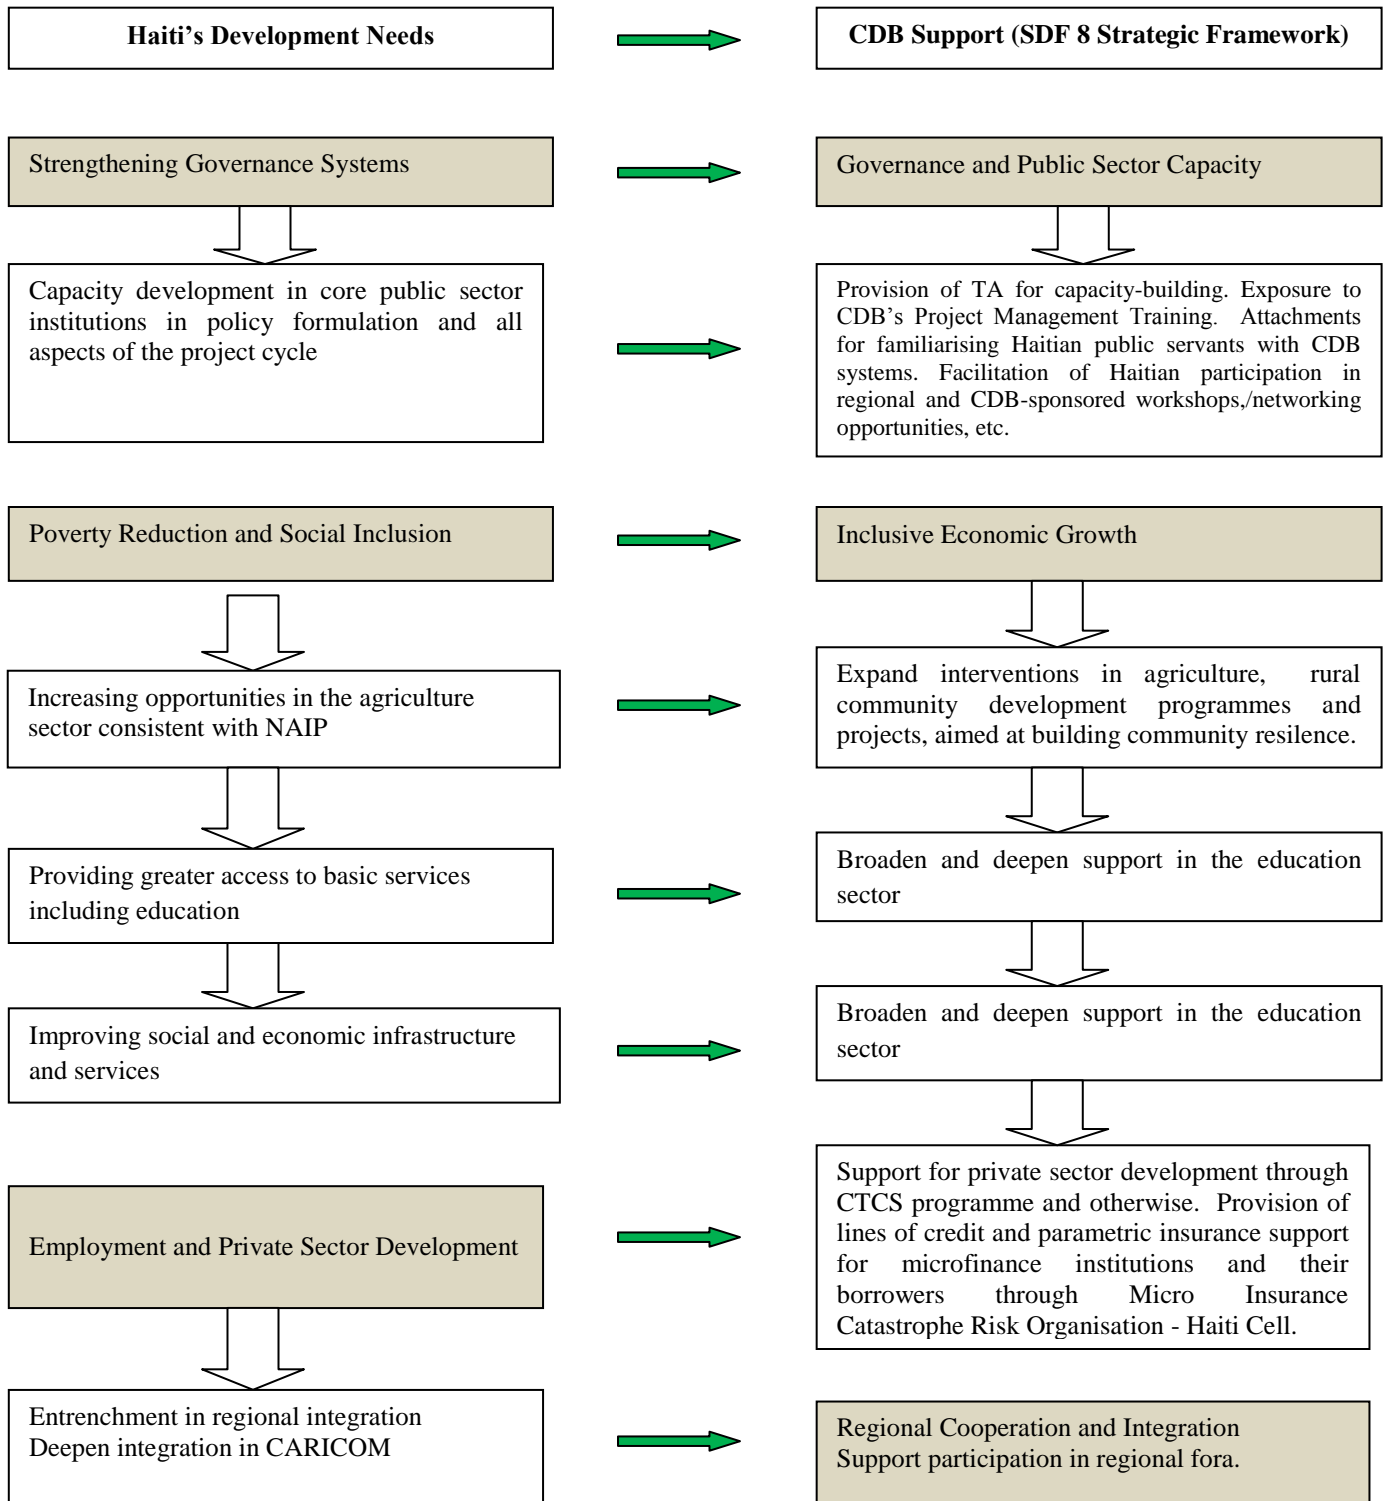 Haiti's Development Needs
CDB Support (SDF 8 Strategic Framework)
Strengthening Governance Systems
Governance and Public Sector Capacity
Capacity development in core public sector
institutions in policy formulation and all
aspects of the project cycle
Provision of TA for capacity-building. Exposure to
CDB's Project Management Training. Attachments
for familiarising Haitian public servants with CDB
systems. Facilitation of Haitian participation in
regional and CDB-sponsored workshops,/networking
opportunities, etc.
Poverty Reduction and Social Inclusion
Inclusive Economic Growth
Increasing opportunities in the agriculture
sector consistent with NAIP
Expand interventions in agriculture, rural
community development programmes and
projects, aimed at building community resilence.
Providing greater access to basic services
including education
Broaden and deepen support in the education
sector
Improving social and economic infrastructure
and services
Broaden and deepen support in the education
sector
Employment and Private Sector Development
Support for private sector development through
CTCS programme and otherwise. Provision of
lines of credit and parametric insurance support
for microfinance institutions and their
borrowers through Micro Insurance
Catastrophe Risk Organisation - Haiti Cell.
Entrenchment in regional integration
Deepen integration in CARICOM
Regional Cooperation and Integration
Support participation in regional fora.